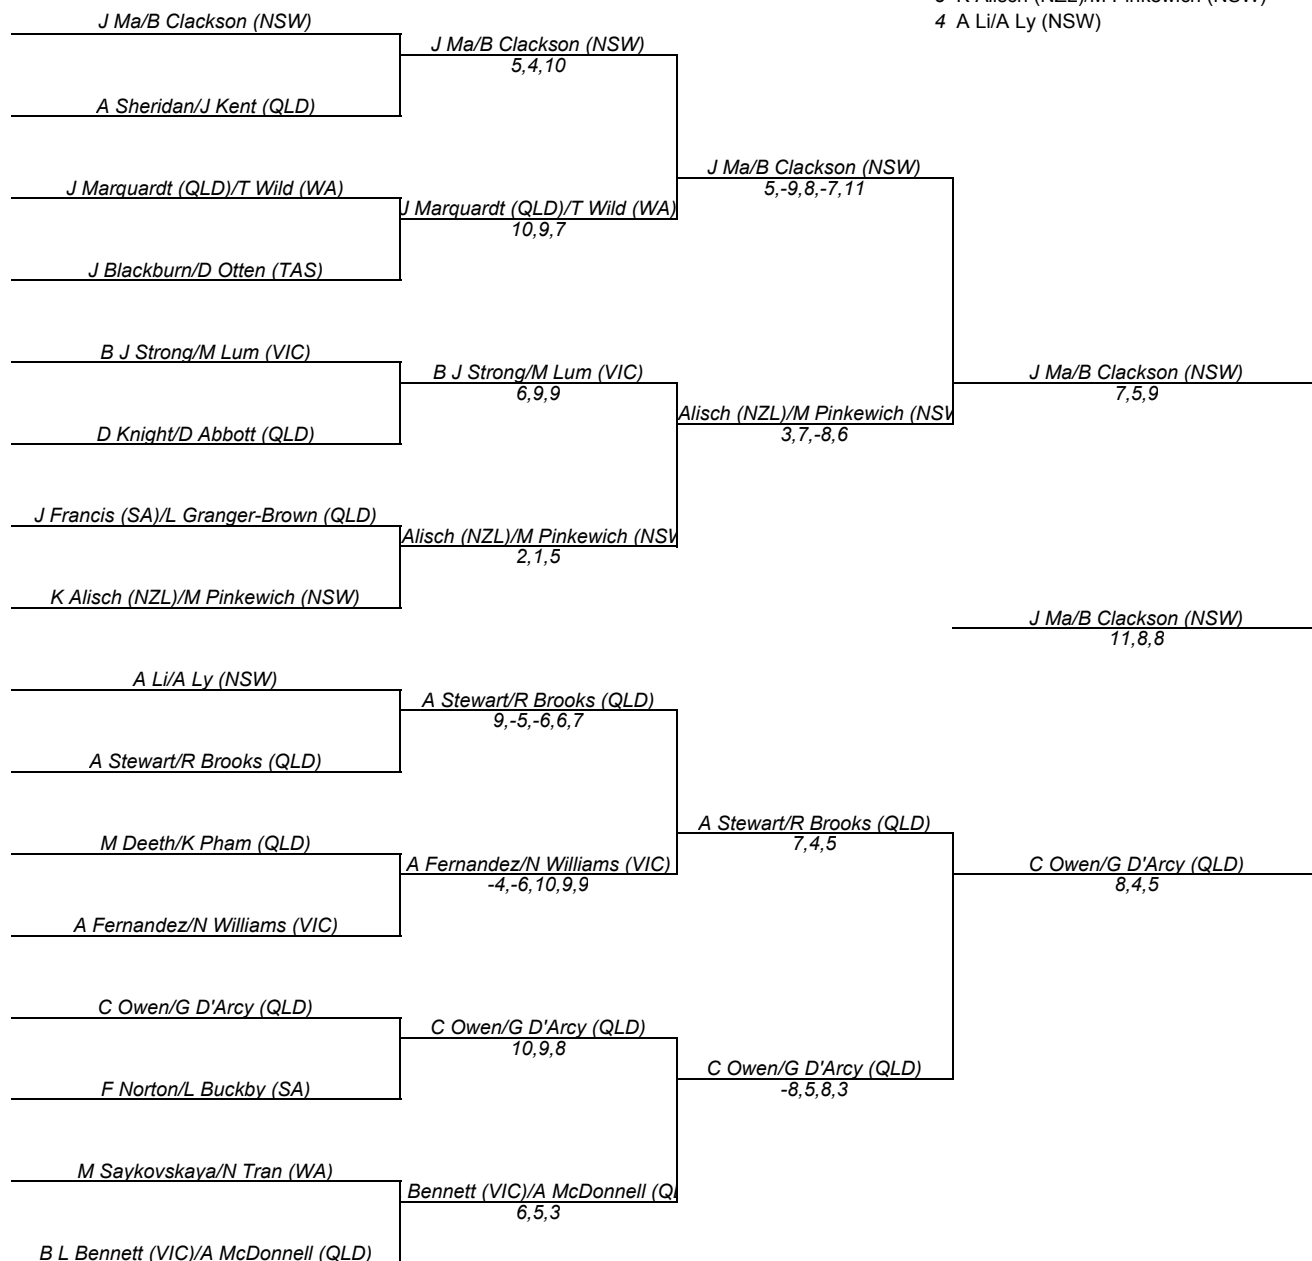 3 K Alisch (NZL)/M Pinkewich (NSW)
4 A Li/A Ly (NSW)
J Ma/B Clackson (NSW)
A Sheridan/J Kent (QLD)
J Marquardt (QLD)/T Wild (WA)
J Blackburn/D Otten (TAS)
B J Strong/M Lum (VIC)
D Knight/D Abbott (QLD)
J Francis (SA)/L Granger-Brown (QLD)
K Alisch (NZL)/M Pinkewich (NSW)
A Li/A Ly (NSW)
A Stewart/R Brooks (QLD)
M Deeth/K Pham (QLD)
A Fernandez/N Williams (VIC)
C Owen/G D'Arcy (QLD)
F Norton/L Buckby (SA)
M Saykovskaya/N Tran (WA)
B L Bennett (VIC)/A McDonnell (QLD)
J Ma/B Clackson (NSW)
5,4,10
J Marquardt (QLD)/T Wild (WA)
10,9,7
B J Strong/M Lum (VIC)
6,9,9
Alisch (NZL)/M Pinkewich (NSW
2,1,5
A Stewart/R Brooks (QLD)
9,-5,-6,6,7
A Fernandez/N Williams (VIC)
-4,-6,10,9,9
C Owen/G D'Arcy (QLD)
10,9,8
Bennett (VIC)/A McDonnell (QL
6,5,3
J Ma/B Clackson (NSW)
5,-9,8,-7,11
Alisch (NZL)/M Pinkewich (NSW
3,7,-8,6
A Stewart/R Brooks (QLD)
7,4,5
C Owen/G D'Arcy (QLD)
-8,5,8,3
J Ma/B Clackson (NSW)
7,5,9
J Ma/B Clackson (NSW)
11,8,8
C Owen/G D'Arcy (QLD)
8,4,5